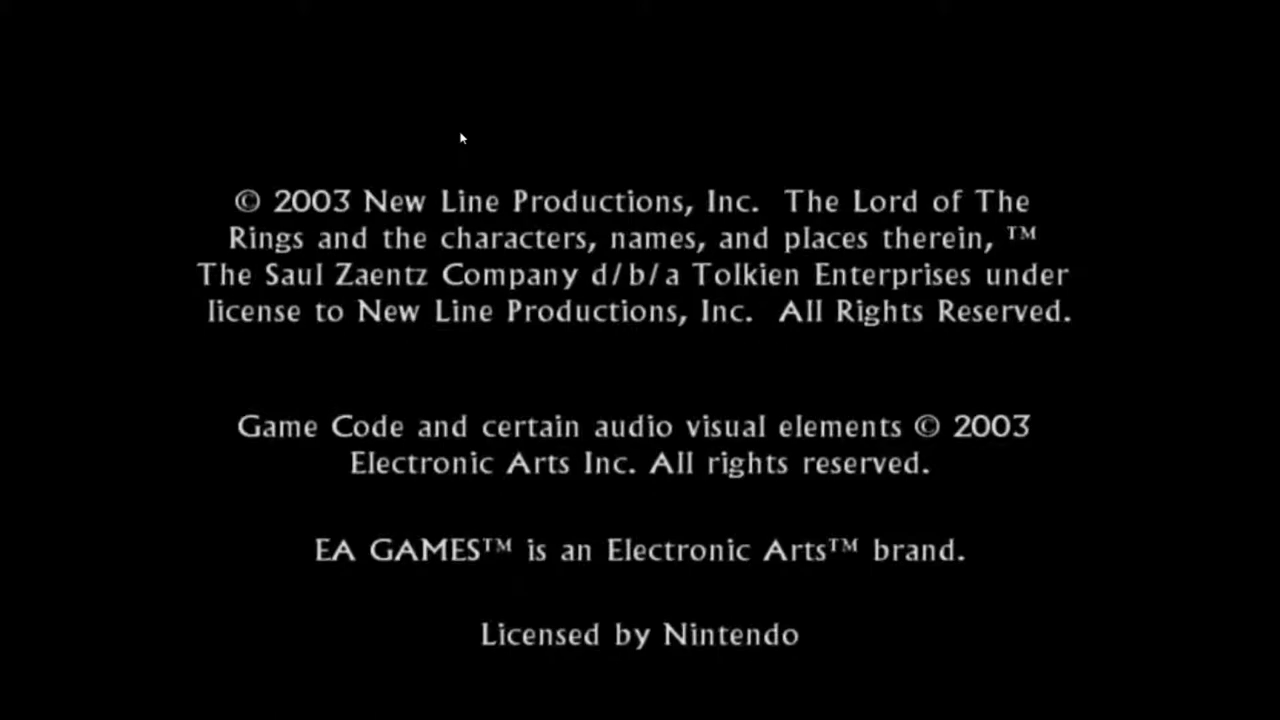 © 2003 New Line Productions, Inc.  The Lord of The
Rings and the characters, names, and places therein, ™
The Saul Zaentz Company d/b/a Tolkien Enterprises under
license to New Line Productions, Inc.  All Rights Reserved.
Game Code and certain audio visual elements © 2003
Electronic Arts Inc. All rights reserved.
EA GAMES™ is an Electronic Arts™ brand.
Licensed by Nintendo